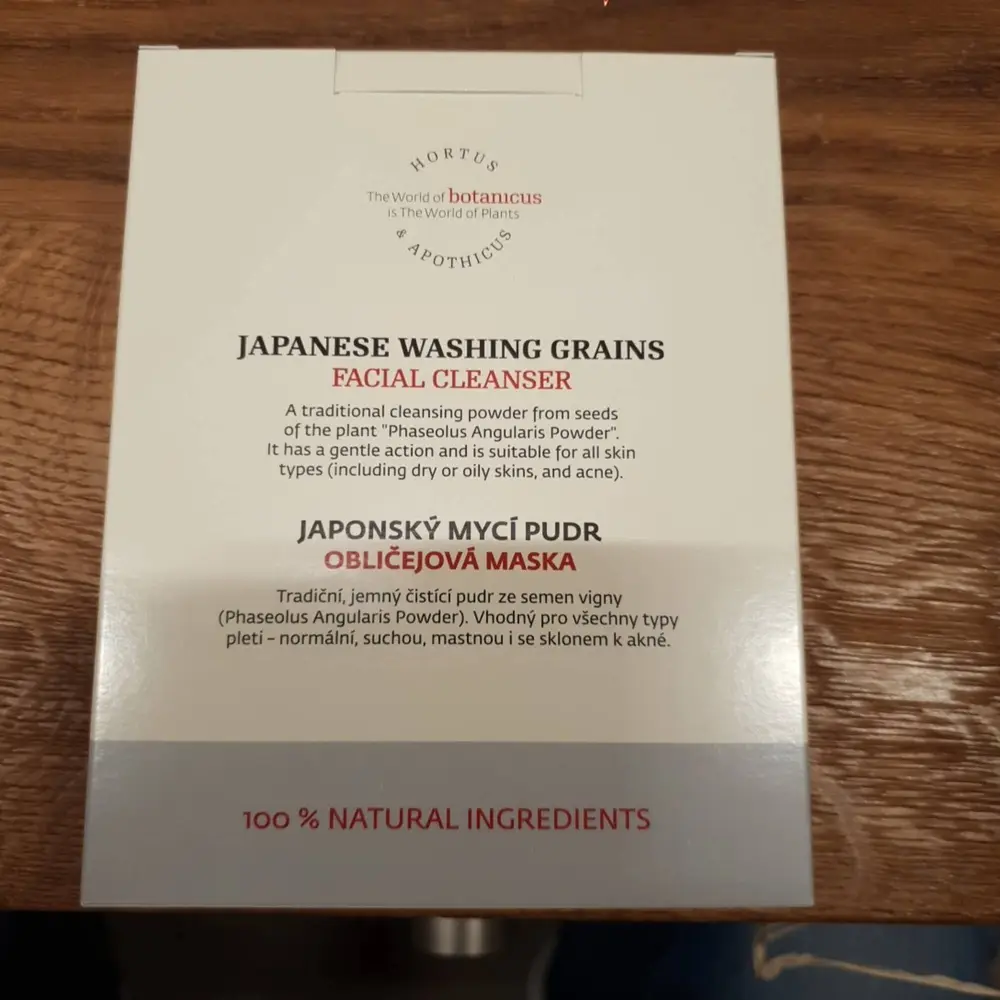 HORTUS
The World of botanicus
is The World of Plants
& APOTHICUS
JAPANESE WASHING GRAINS
FACIAL CLEANSER
A traditional cleansing powder from seeds
of the plant "Phaseolus Angularis Powder".
It has a gentle action and is suitable for all skin
types (including dry or oily skins, and acne).
JAPONSKÝ MYCÍ PUDR
OBLIČEJOVÁ MASKA
Tradiční, jemný čistící pudr ze semen vigny
(Phaseolus Angularis Powder). Vhodný pro všechny typy
pleti – normální, suchou, mastnou i se sklonem k akné.
100 % NATURAL INGREDIENTS